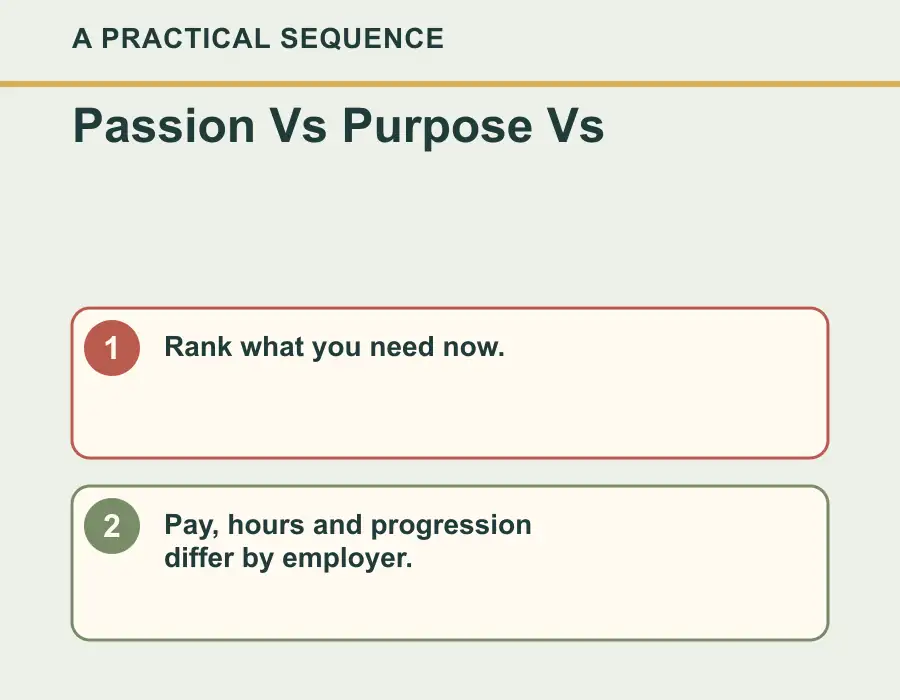 A PRACTICAL SEQUENCE
Passion Vs Purpose Vs
1 Rank what you need now.
2 Pay, hours and progression
differ by employer.